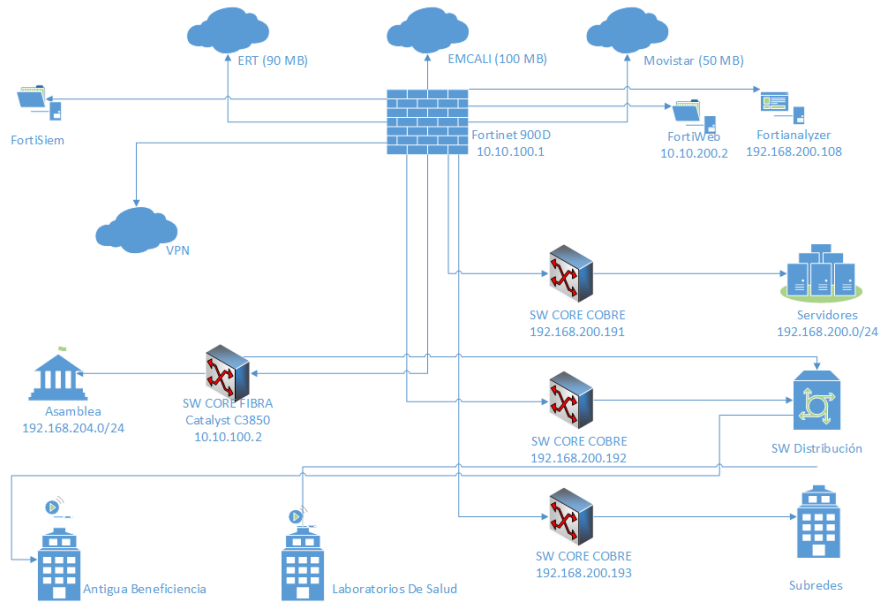 ERT (90 MB)
EMCALI (100 MB)
Movistar (50 MB)
FortiSiem
Fortinet 900D
10.10.100.1
FortiWeb
10.10.200.2
Fortianalyzer
192.168.200.108
VPN
SW CORE COBRE
192.168.200.191
Servidores
192.168.200.0/24
Asamblea
192.168.204.0/24
SW CORE FIBRA
Catalyst C3850
10.10.100.2
SW CORE COBRE
192.168.200.192
SW Distribución
SW CORE COBRE
192.168.200.193
Antigua Beneficiencia
Laboratorios De Salud
Subredes